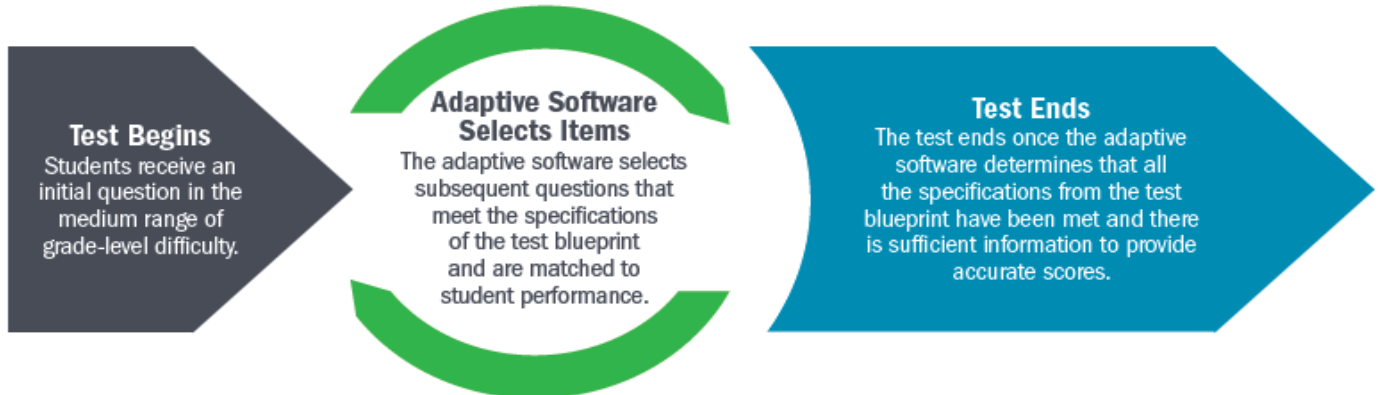 Test Begins
Students receive an
initial question in the
medium range of
grade-level difficulty.
Adaptive Software
Selects Items
The adaptive software selects
subsequent questions that
meet the specifications
of the test blueprint
and are matched to
student performance.
Test Ends
The test ends once the adaptive
software determines that all
the specifications from the test
blueprint have been met and there
is sufficient information to provide
accurate scores.